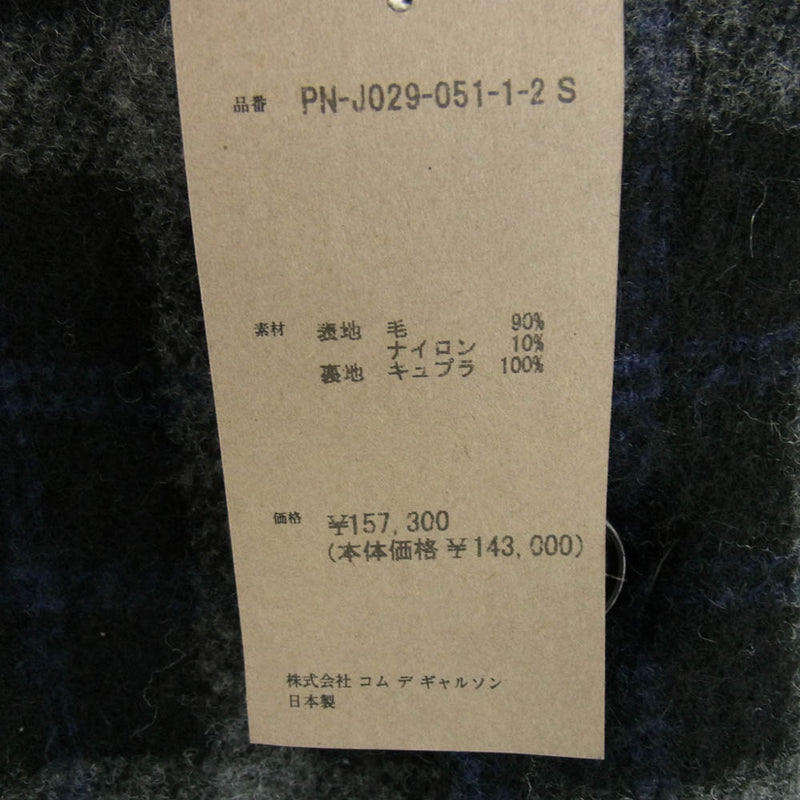 品番 PN-J029-051-1-2 S
素材 表地 毛 90%
ナイロン 10%
裏地 キュプラ 100%
価格 ¥157,300
(本体価格 ¥143,000)
株式会社 コム デ ギャルソン
日本製